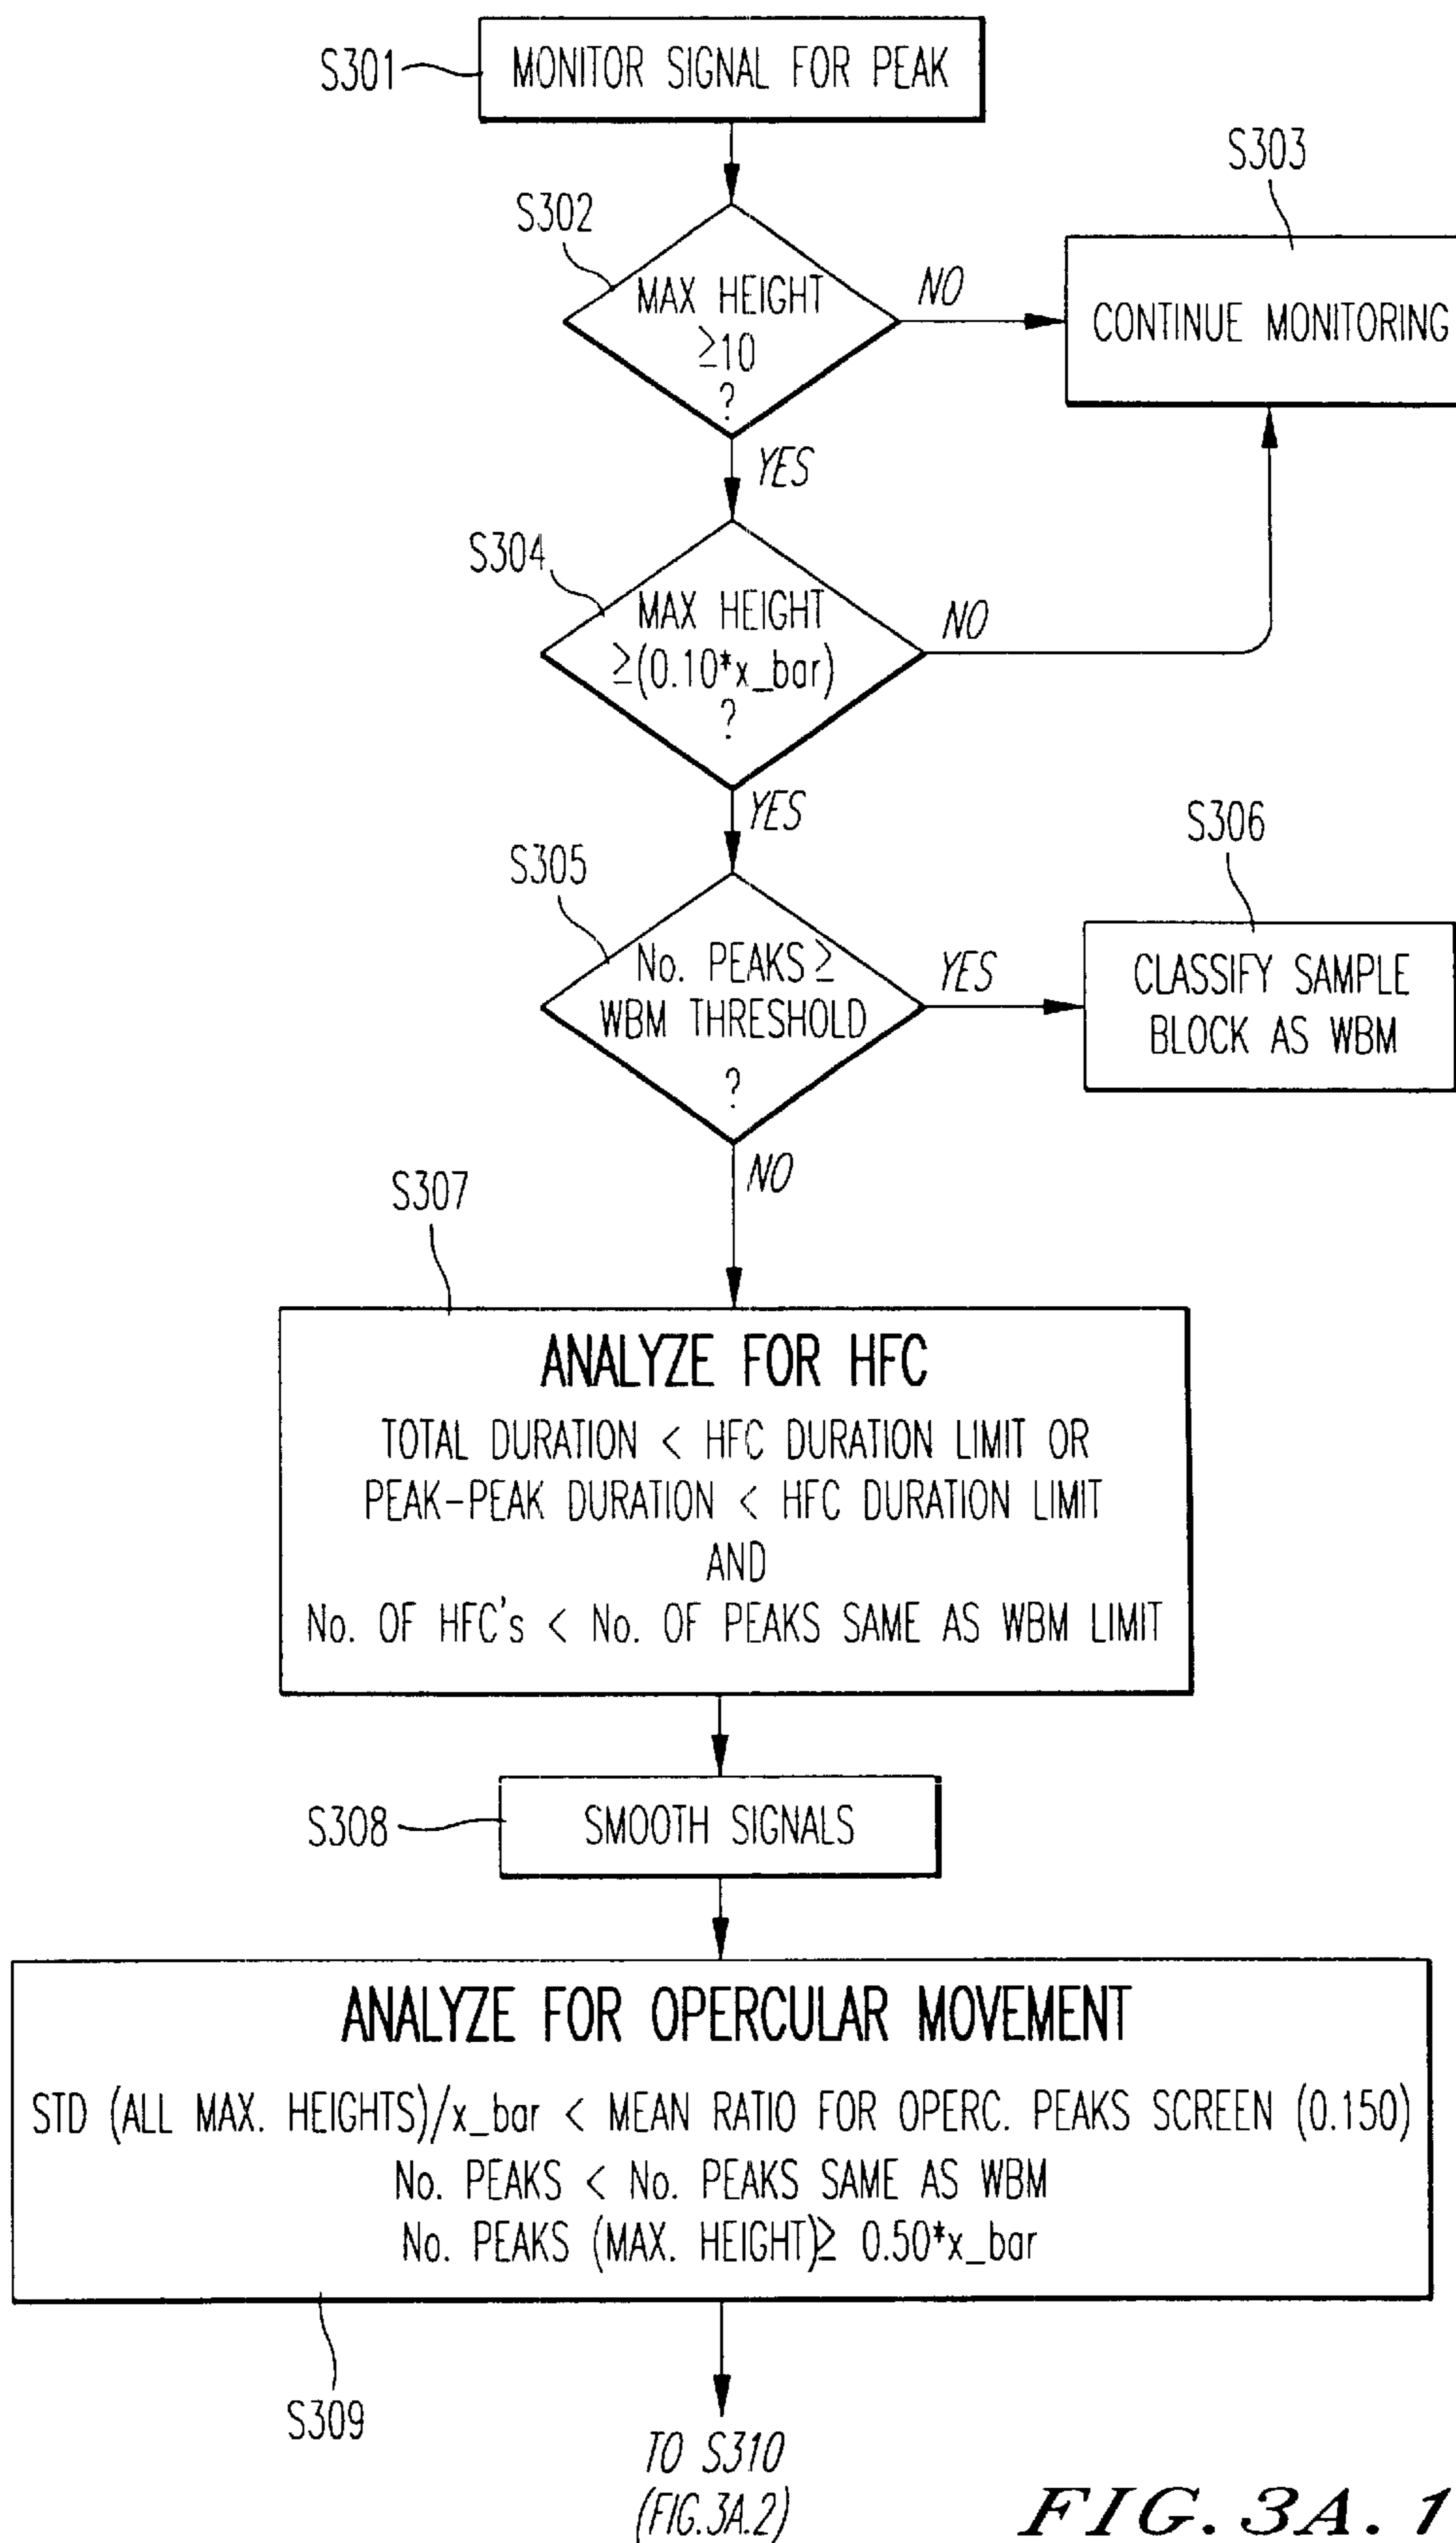 S301
MONITOR SIGNAL FOR PEAK
S302
MAX HEIGHT
≥10
?
NO
S303
CONTINUE MONITORING
YES
S304
MAX HEIGHT
≥(0.10*x_bar)
?
NO
YES
S305
No. PEAKS ≥
WBM THRESHOLD
?
YES
S306
CLASSIFY SAMPLE
BLOCK AS WBM
NO
S307
ANALYZE FOR HFC
TOTAL DURATION < HFC DURATION LIMIT OR
PEAK-PEAK DURATION < HFC DURATION LIMIT
AND
No. OF HFC's < No. OF PEAKS SAME AS WBM LIMIT
S308
SMOOTH SIGNALS
ANALYZE FOR OPERCULAR MOVEMENT
STD (ALL MAX. HEIGHTS)/x_bar < MEAN RATIO FOR OPERC. PEAKS SCREEN (0.150)
No. PEAKS < No. PEAKS SAME AS WBM
No. PEAKS (MAX. HEIGHT)≥ 0.50*x_bar
S309
TO S310
(FIG.3A.2)
FIG.3A.1